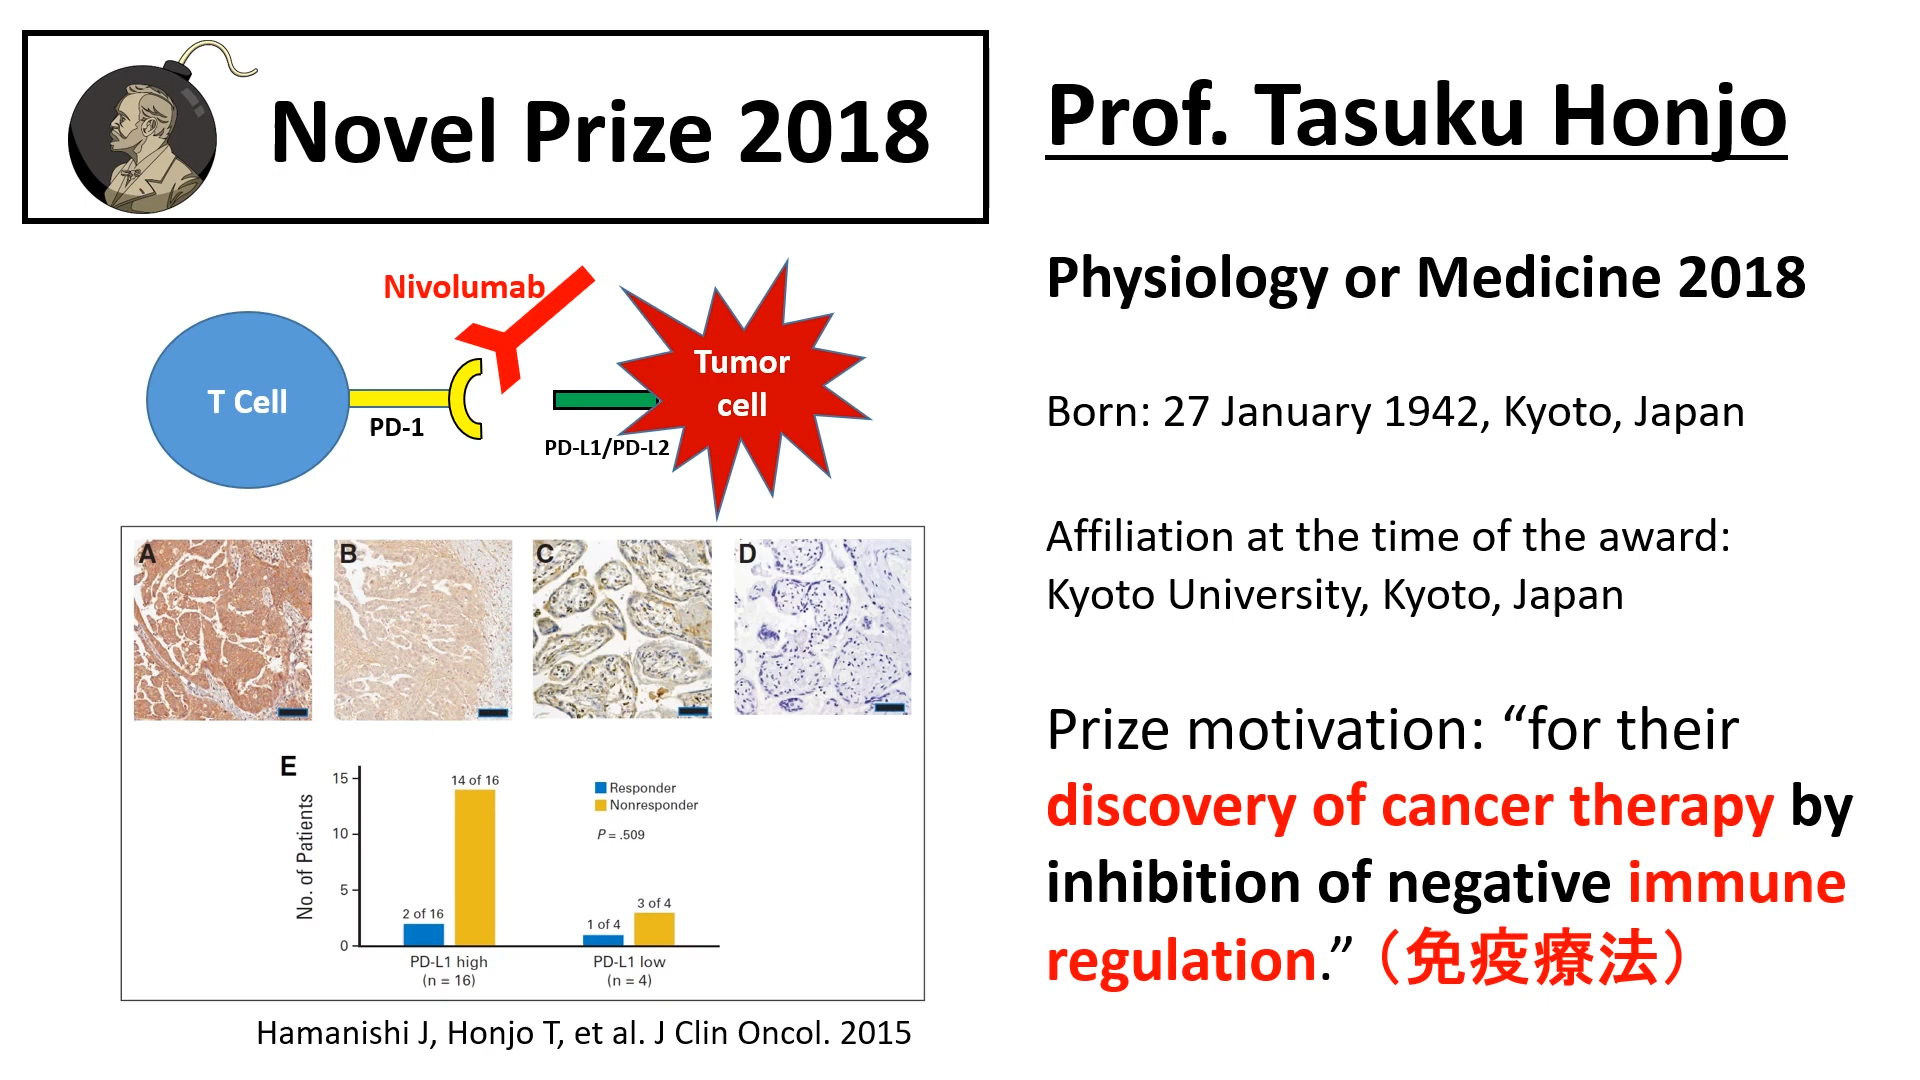 Novel Prize 2018
Nivolumab
T Cell
PD-1
PD-L1/PD-L2
Tumor
cell
A
B
C
D
E
No. of Patients
15
10
5
0
2 of 16
14 of 16
1 of 4
3 of 4
Responder
Nonresponder
P = .509
PD-L1 high
(n = 16)
PD-L1 low
(n = 4)
Hamanishi J, Honjo T, et al. J Clin Oncol. 2015
Prof. Tasuku Honjo
Physiology or Medicine 2018
Born: 27 January 1942, Kyoto, Japan
Affiliation at the time of the award:
Kyoto University, Kyoto, Japan
Prize motivation: “for their
discovery of cancer therapy by
inhibition of negative immune
regulation.”（免疫療法）